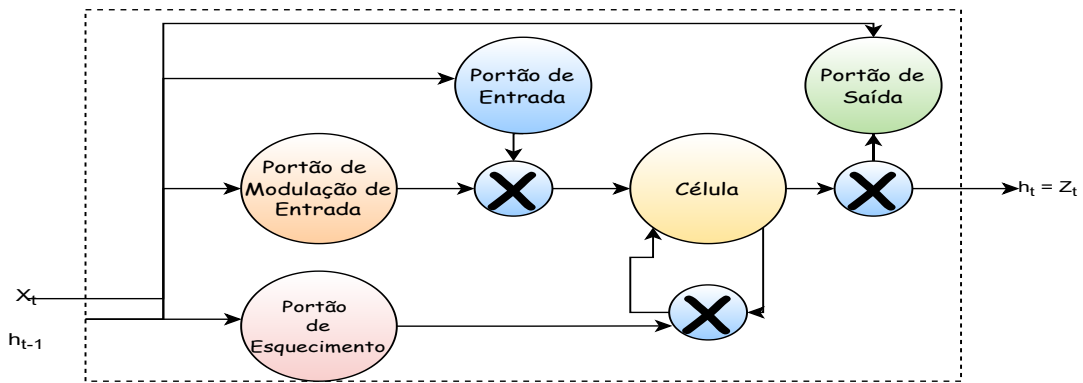 Portão de
Entrada
Portão de
Saída
Portão de
Modulação de
Entrada
Célula
h_t = Z_t
X_t
h_{t-1}
Portão
de
Esquecimento